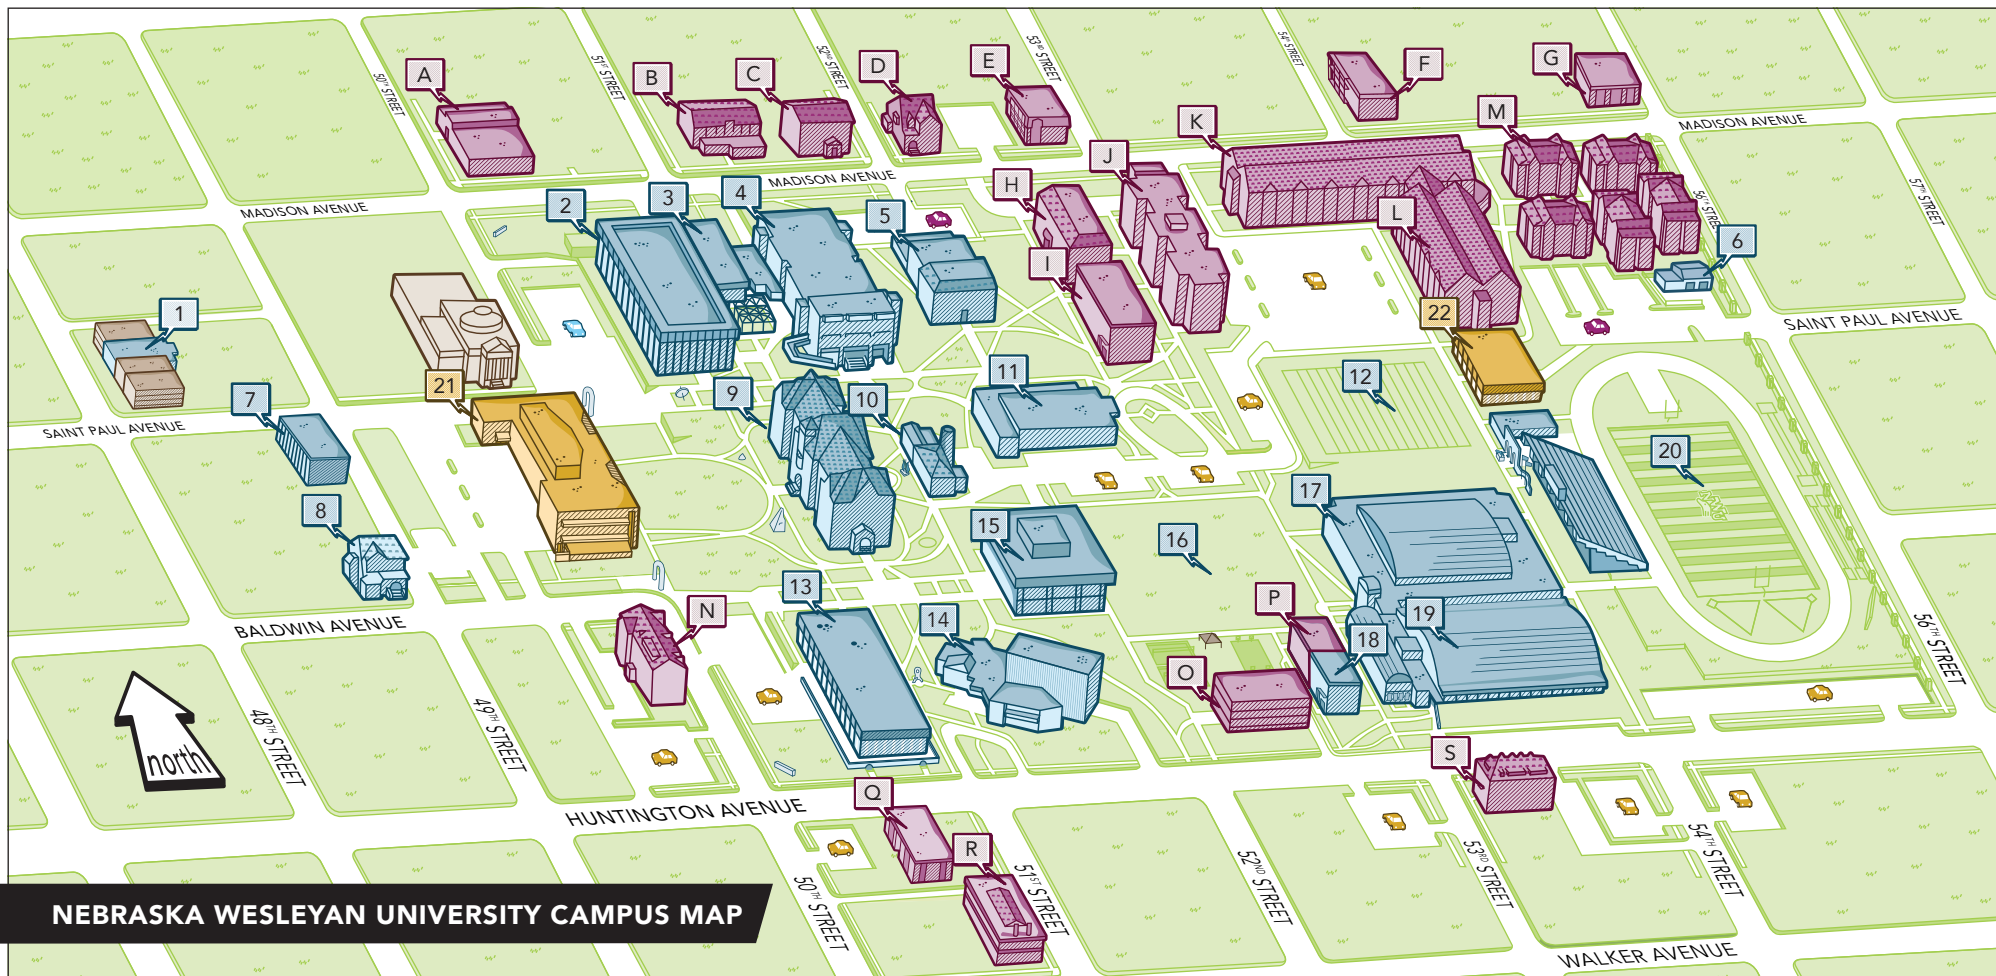 50TH STREET
51ST STREET
52ND STREET
53RD STREET
54TH STREET
A
B
C
D
E
F
G
K
M
MADISON AVENUE
MADISON AVENUE
MADISON AVENUE
57TH STREET
56TH STREET
J
H
I
L
2
3
4
5
6
1
22
SAINT PAUL AVENUE
SAINT PAUL AVENUE
21
7
8
9
10
11
12
20
17
15
16
13
14
BALDWIN AVENUE
N
P
18
19
O
56TH STREET
north
48TH STREET
49TH STREET
HUNTINGTON AVENUE
S
Q
R
50TH STREET
51ST STREET
52ND STREET
53RD STREET
54TH STREET
WALKER AVENUE
NEBRASKA WESLEYAN UNIVERSITY CAMPUS MAP